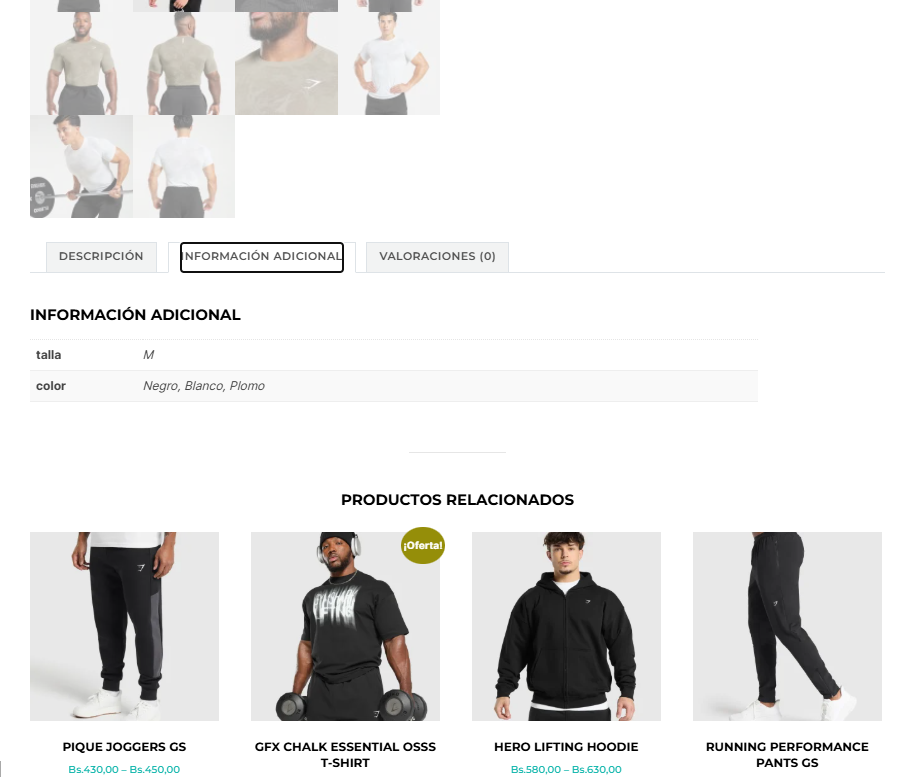 DESCRIPCIÓN
INFORMACIÓN ADICIONAL
VALORACIONES (0)
INFORMACIÓN ADICIONAL
talla M
color Negro, Blanco, Plomo
PRODUCTOS RELACIONADOS
¡Oferta!
PIQUE JOGGERS GS
Bs.430,00 – Bs.450,00
GFX CHALK ESSENTIAL OSSS
T-SHIRT
HERO LIFTING HOODIE
Bs.580,00 – Bs.630,00
RUNNING PERFORMANCE
PANTS GS